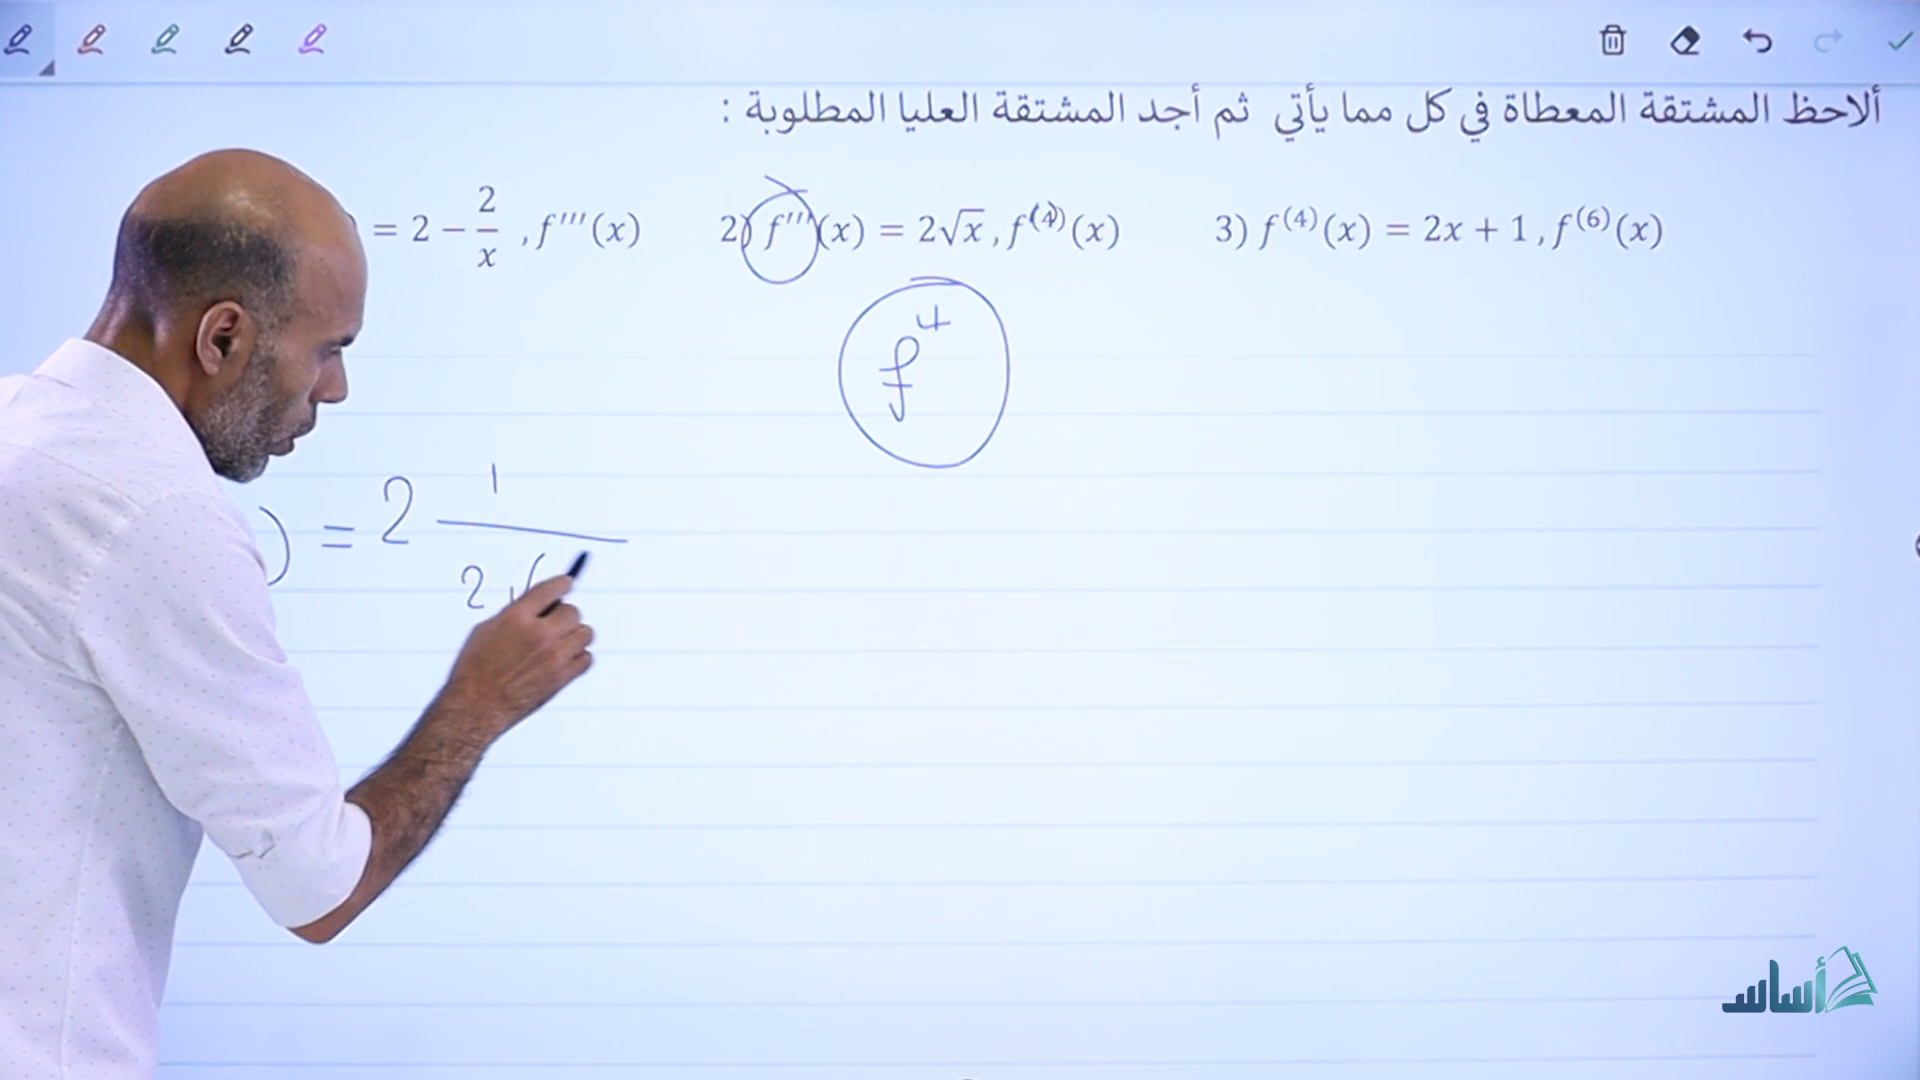 ألاحظ المشتقة المعطاة في كل مما يأتي ثم أجد المشتقة العليا المطلوبة :
) = 2 - 2/x , f'''(x)
2) f'''(x) = 2√x , f⁽⁴⁾(x)
3) f⁽⁴⁾(x) = 2x + 1 , f⁽⁶⁾(x)
f⁴
) = 2 1/2√
أساس